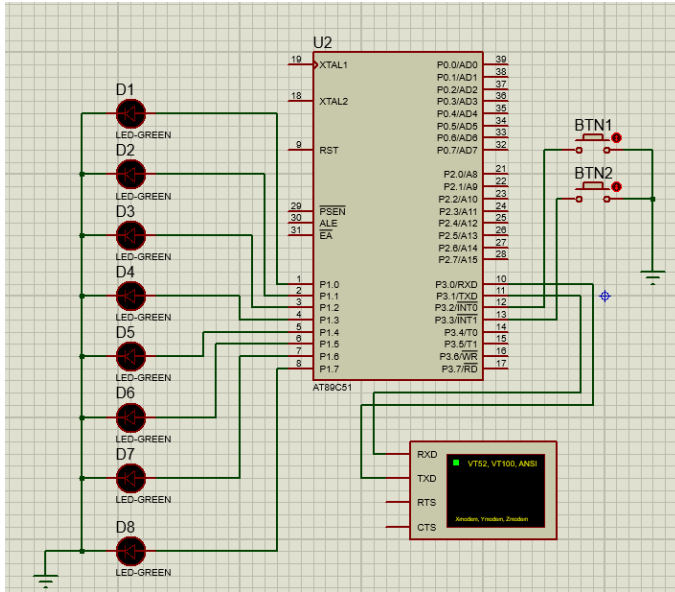 U2
19 XTAL1
18 XTAL2
9 RST
29 PSEN
30 ALE
31 EA
1 P1.0
2 P1.1
3 P1.2
4 P1.3
5 P1.4
6 P1.5
7 P1.6
8 P1.7
P0.0/AD0 39
P0.1/AD1 38
P0.2/AD2 37
P0.3/AD3 36
P0.4/AD4 35
P0.5/AD5 34
P0.6/AD6 33
P0.7/AD7 32
P2.0/A8 21
P2.1/A9 22
P2.2/A10 23
P2.3/A11 24
P2.4/A12 25
P2.5/A13 26
P2.6/A14 27
P2.7/A15 28
P3.0/RXD 10
P3.1/TXD 11
P3.2/INT0 12
P3.3/INT1 13
P3.4/T0 14
P3.5/T1 15
P3.6/WR 16
P3.7/RD 17
AT89C51
D1
LED-GREEN
D2
LED-GREEN
D3
LED-GREEN
D4
LED-GREEN
D5
LED-GREEN
D6
LED-GREEN
D7
LED-GREEN
D8
LED-GREEN
BTN1
BTN2
RXD
TXD
RTS
CTS
VT52, VT100, ANSI
Xmodem, Ymodem, Zmodem